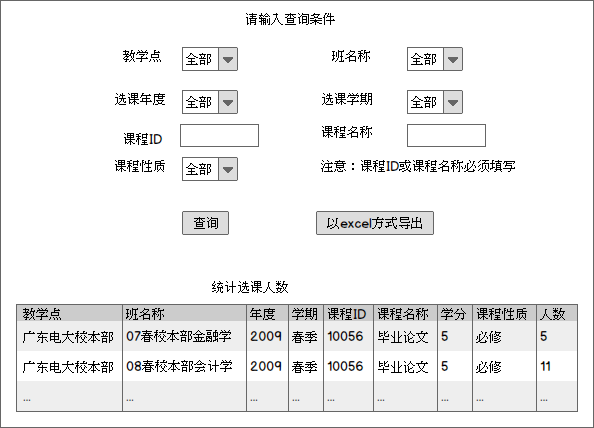 请输入查询条件
教学点 全部 班名称 全部
选课年度 全部 选课学期 全部
课程ID 课程名称
课程性质 全部 注意：课程ID或课程名称必须填写
查询 以excel方式导出
统计选课人数
教学点 班名称 年度 学期 课程ID 课程名称 学分 课程性质 人数
广东电大校本部 07春校本部金融学 2009 春季 10056 毕业论文 5 必修 5
广东电大校本部 08春校本部会计学 2009 春季 10056 毕业论文 5 必修 11
... ... ... ... ... ... ... ... ...